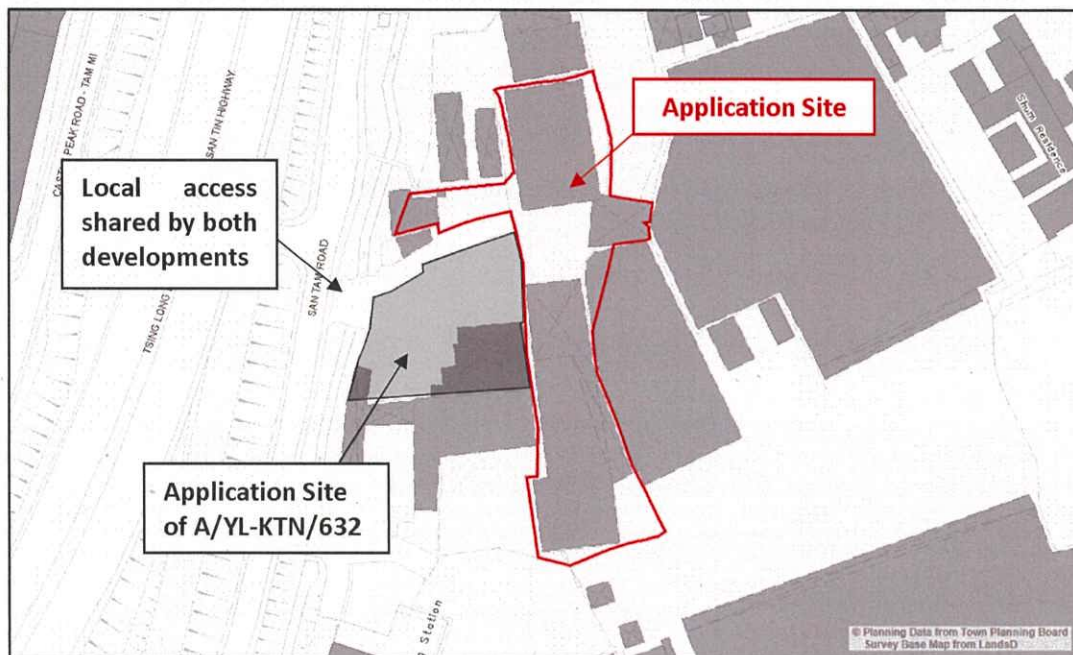 CASTLE PEAK ROAD - TAM MI
SAN TIN HIGHWAY
TSING LONG
SAN TAM ROAD
Local access
shared by both
developments
Application Site
Shum Residence
Application Site
of A/YL-KTN/632
Station
© Planning Data from Town Planning Board
Survey Base Map from LandsD